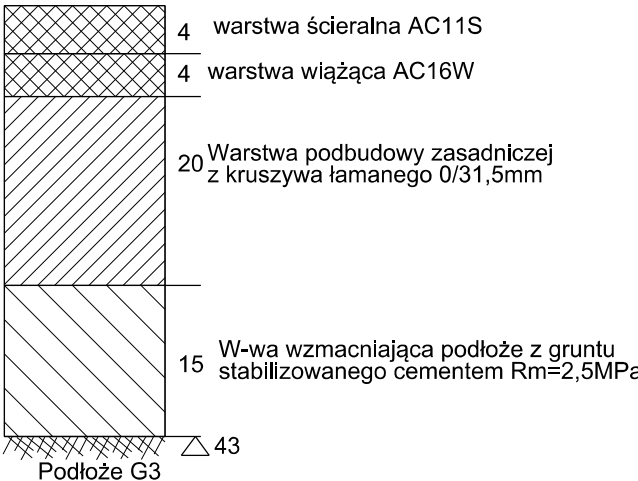 4 warstwa ścieralna AC11S
4 warstwa wiążąca AC16W
20 Warstwa podbudowy zasadniczej
z kruszywa łamanego 0/31,5mm
15 W-wa wzmacniająca podłoże z gruntu
stabilizowanego cementem Rm=2,5MPa
43
Podłoże G3